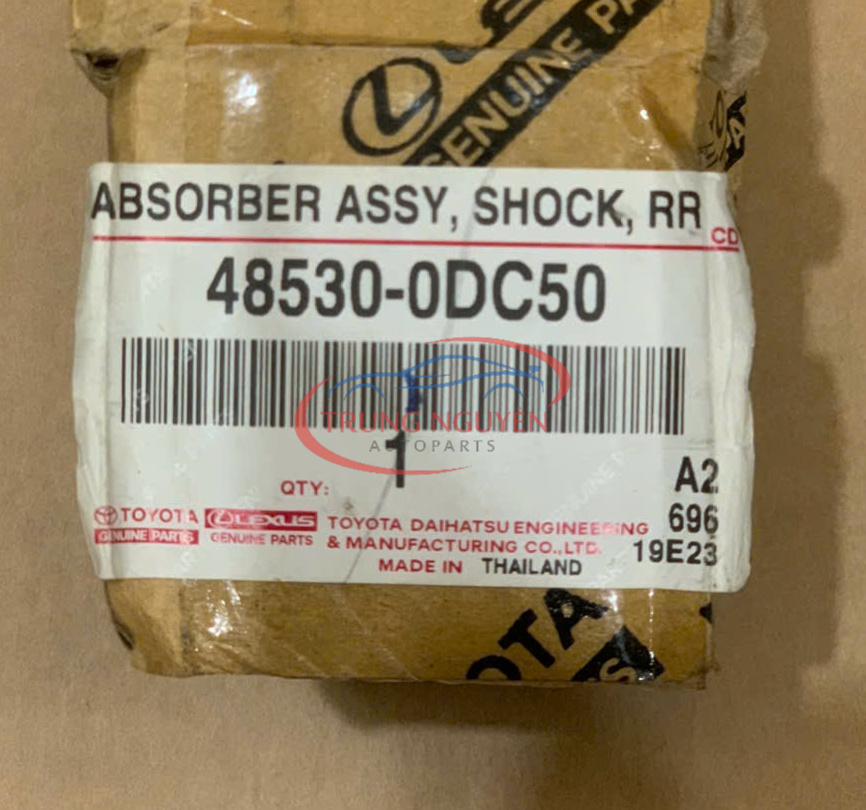 GENUINE PA
ABSORBER ASSY, SHOCK, RR
CD
48530-0DC50
TRUNG NGUYEN
AUTOPARTS
1
QTY:
A2
696
19E23
TOYOTA
GENUINE PARTS
LEXUS
GENUINE PARTS
TOYOTA DAIHATSU ENGINEERING
& MANUFACTURING CO.,LTD.
MADE IN THAILAND
OTA